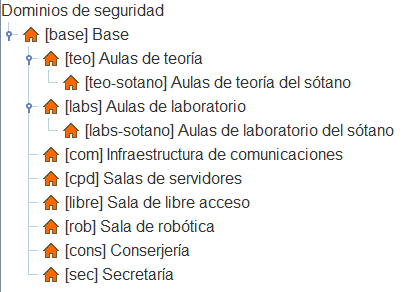 Dominios de seguridad
[base] Base
[teo] Aulas de teoría
[teo-sotano] Aulas de teoría del sótano
[labs] Aulas de laboratorio
[labs-sotano] Aulas de laboratorio del sótano
[com] Infraestructura de comunicaciones
[cpd] Salas de servidores
[libre] Sala de libre acceso
[rob] Sala de robótica
[cons] Conserjería
[sec] Secretaría